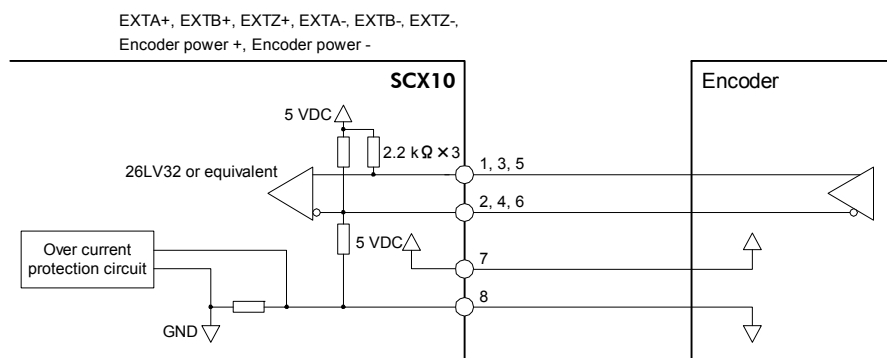 EXTA+, EXTB+, EXTZ+, EXTA-, EXTB-, EXTZ-,
Encoder power +, Encoder power -
SCX10
Encoder
5 VDC
2.2 kΩ×3
26LV32 or equivalent
1, 3, 5
2, 4, 6
Over current
protection circuit
5 VDC
7
8
GND